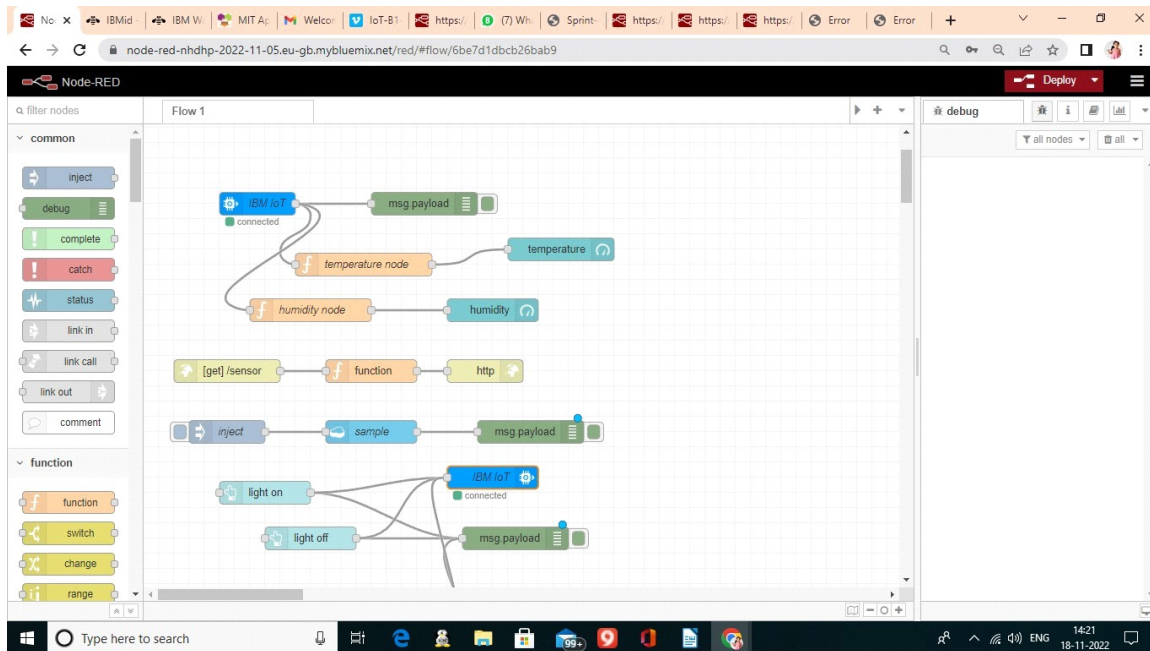 No X
IBMid -
IBM W
MIT Ap
Welcor
IoT-B1-
https:/
(7) Wh
Sprint-
https:/
https:/
https:/
Error
Error
node-red-nhdhp-2022-11-05.eu-gb.mybluemix.net/red/#flow/6be7d1dbcb26bab9
Node-RED
Deploy
filter nodes
Flow 1
debug
i
all nodes
all
common
inject
debug
complete
catch
status
link in
link call
link out
comment
function
function
switch
change
range
IBM IoT
connected
msg.payload
temperature node
temperature
humidity node
humidity
[get] /sensor
function
http
inject
sample
msg.payload
light on
IBM IoT
connected
light off
msg.payload
Type here to search
99+
ENG
14:21
18-11-2022